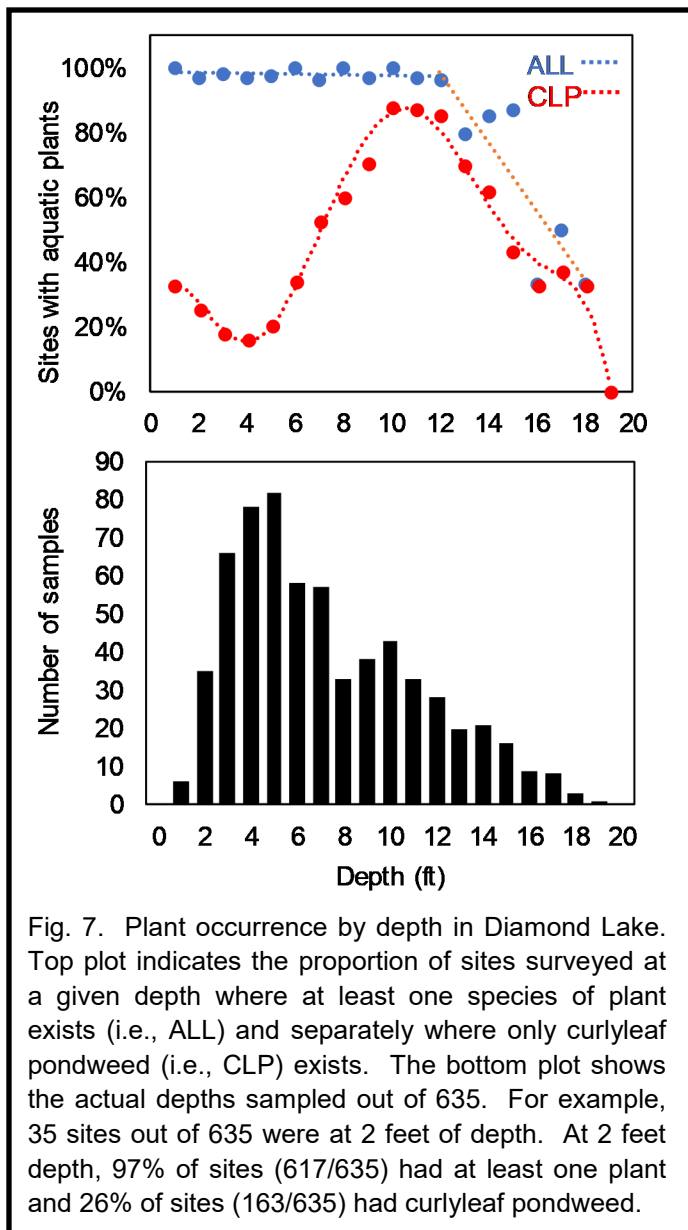 100%
80%
60%
40%
20%
0%
Sites with aquatic plants
ALL
CLP
0 2 4 6 8 10 12 14 16 18 20
90
80
70
60
50
40
30
20
10
0
Number of samples
0 2 4 6 8 10 12 14 16 18 20
Depth (ft)
Fig. 7. Plant occurrence by depth in Diamond Lake.
Top plot indicates the proportion of sites surveyed at
a given depth where at least one species of plant
exists (i.e., ALL) and separately where only curlyleaf
pondweed (i.e., CLP) exists. The bottom plot shows
the actual depths sampled out of 635. For example,
35 sites out of 635 were at 2 feet of depth. At 2 feet
depth, 97% of sites (617/635) had at least one plant
and 26% of sites (163/635) had curlyleaf pondweed.